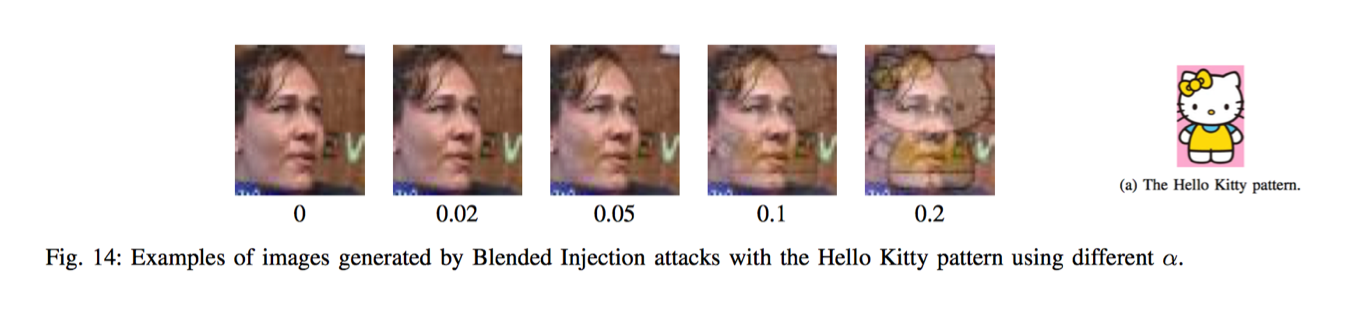 0 0.02 0.05 0.1 0.2
(a) The Hello Kitty pattern.
Fig. 14: Examples of images generated by Blended Injection attacks with the Hello Kitty pattern using different α.